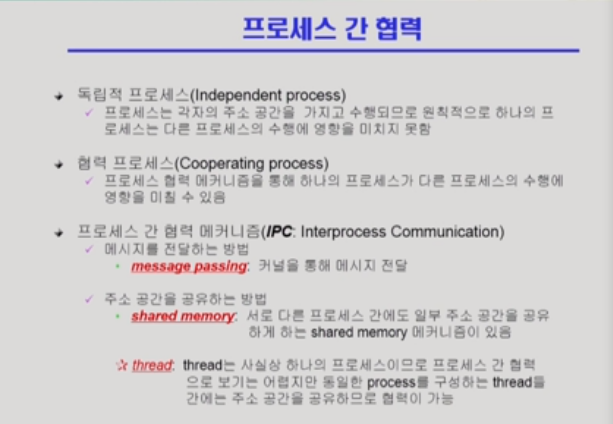 프로세스 간 협력
독립적 프로세스(Independent process)
프로세스는 각자의 주소 공간을 가지고 수행되므로 원칙적으로 하나의 프
로세스는 다른 프로세스의 수행에 영향을 미치지 못함
협력 프로세스(Cooperating process)
프로세스 협력 메커니즘을 통해 하나의 프로세스가 다른 프로세스의 수행에
영향을 미칠 수 있음
프로세스 간 협력 메커니즘(IPC: Interprocess Communication)
메시지를 전달하는 방법
message passing: 커널을 통해 메시지 전달
주소 공간을 공유하는 방법
shared memory: 서로 다른 프로세스 간에도 일부 주소 공간을 공유
하게 하는 shared memory 메커니즘이 있음
☆ thread: thread는 사실상 하나의 프로세스이므로 프로세스 간 협력
으로 보기는 어렵지만 동일한 process를 구성하는 thread들
간에는 주소 공간을 공유하므로 협력이 가능